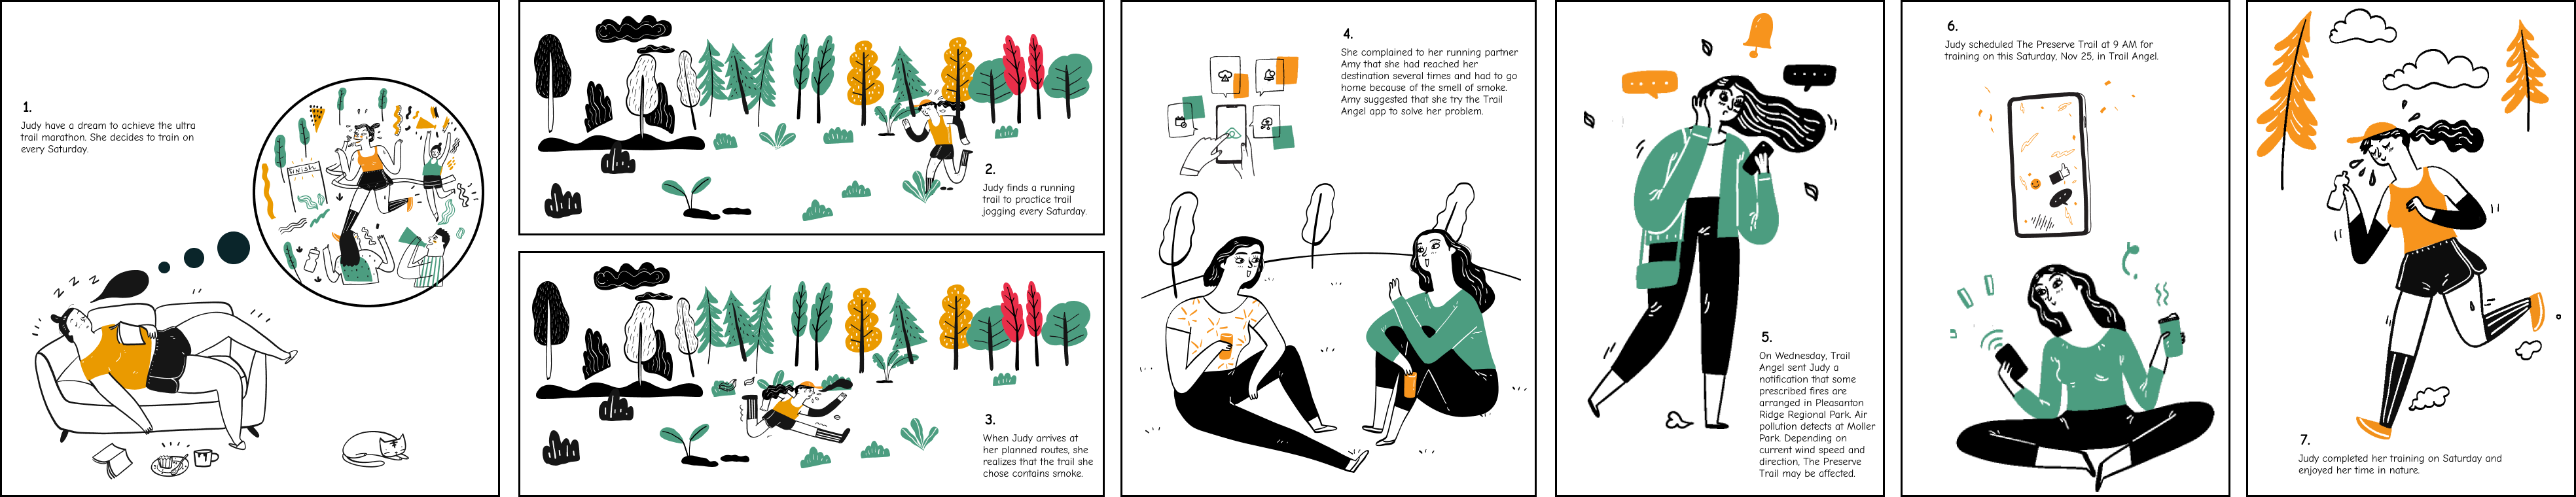 1.
Judy have a dream to achieve the ultra
trail marathon. She decides to train on
every Saturday.
Finish
z z z
2.
Judy finds a running
trail to practice trail
jogging every Saturday.
3.
When Judy arrives at
her planned routes, she
realizes that the trail she
chose contains smoke.
4.
She complained to her running partner
Amy that she had reached her
destination several times and had to go
home because of the smell of smoke.
Amy suggested that she try the Trail
Angel app to solve her problem.
5.
On Wednesday, Trail
Angel sent Judy a
notification that some
prescribed fires are
arranged in Pleasanton
Ridge Regional Park. Air
pollution detects at Moller
Park. Depending on
current wind speed and
direction, The Preserve
Trail may be affected.
6.
Judy scheduled The Preserve Trail at 9 AM for
training on this Saturday, Nov 25, in Trail Angel.
7.
Judy completed her training on Saturday and
enjoyed her time in nature.